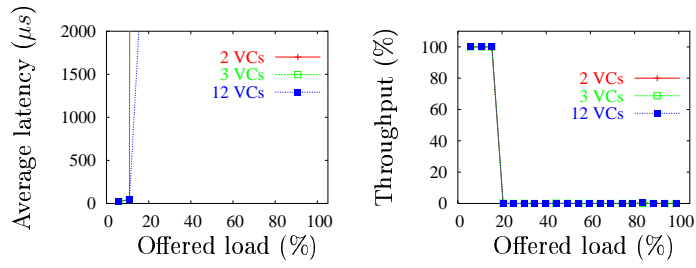 Average latency (μs)
2000
1500
1000
500
0
2 VCs
3 VCs
12 VCs
0 20 40 60 80 100
Offered load (%)
Throughput (%)
100
80
60
40
20
0
2 VCs
3 VCs
12 VCs
0 20 40 60 80 100
Offered load (%)